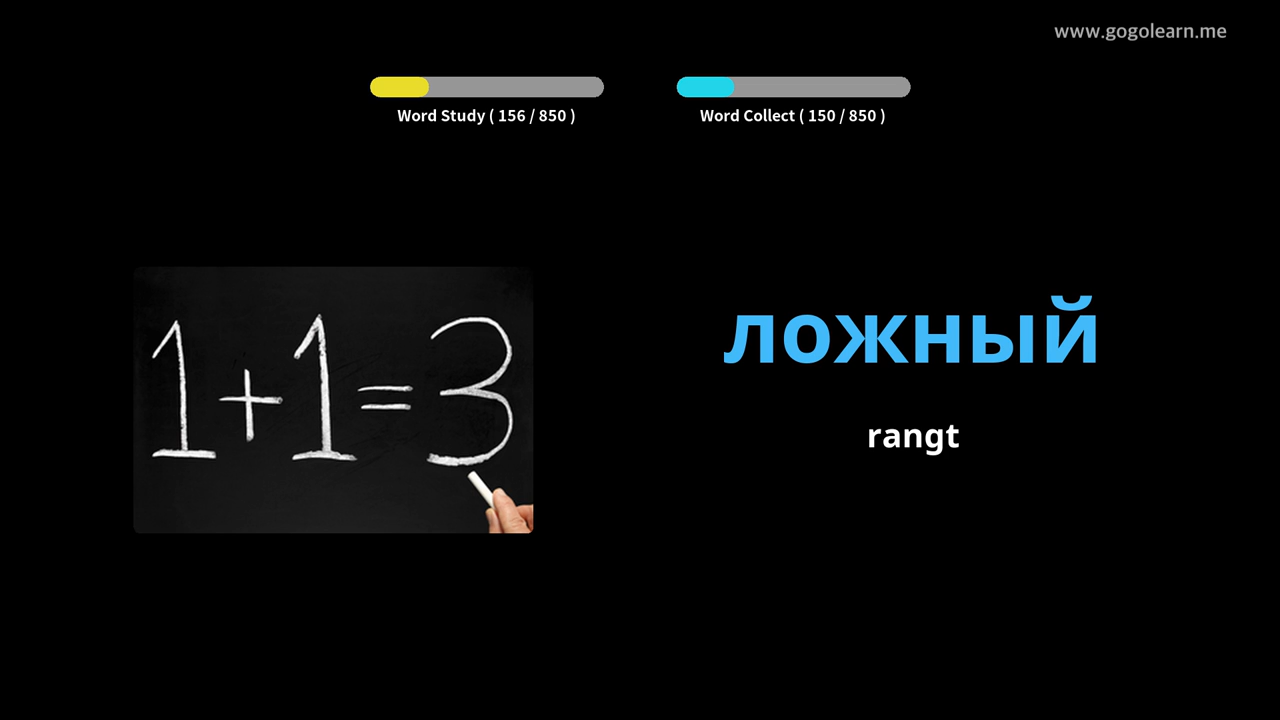 www.gogolearn.me
Word Study ( 156 / 850 )
Word Collect ( 150 / 850 )
1+1=3
ложный
rangt